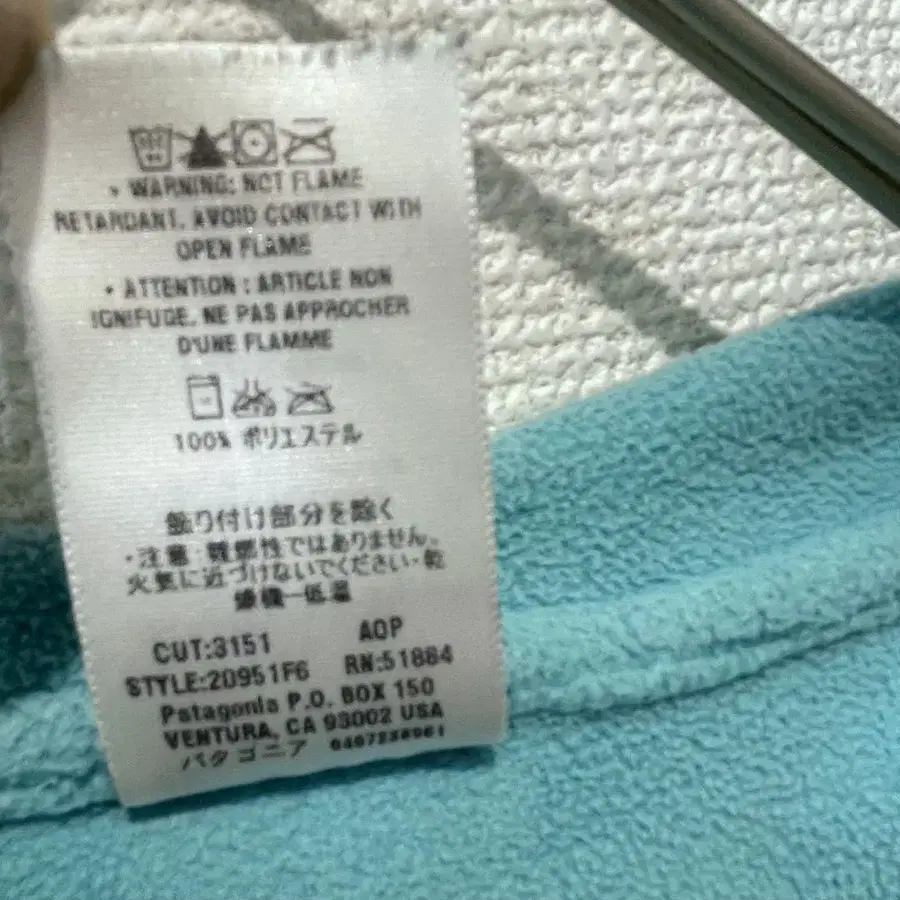 • WARNING: NOT FLAME
RETARDANT. AVOID CONTACT WITH
OPEN FLAME
• ATTENTION : ARTICLE NON
IGNIFUGE. NE PAS APPROCHER
D'UNE FLAMME
100% ポリエステル
飾り付け部分を除く
・注意:難燃性ではありません。
火気に近づけないでください・乾
燥機ー低温
CUT:3151 AOP
STYLE:20951F6 RN:51884
Patagonia P.O. BOX 150
VENTURA, CA 93002 USA
パタゴニア